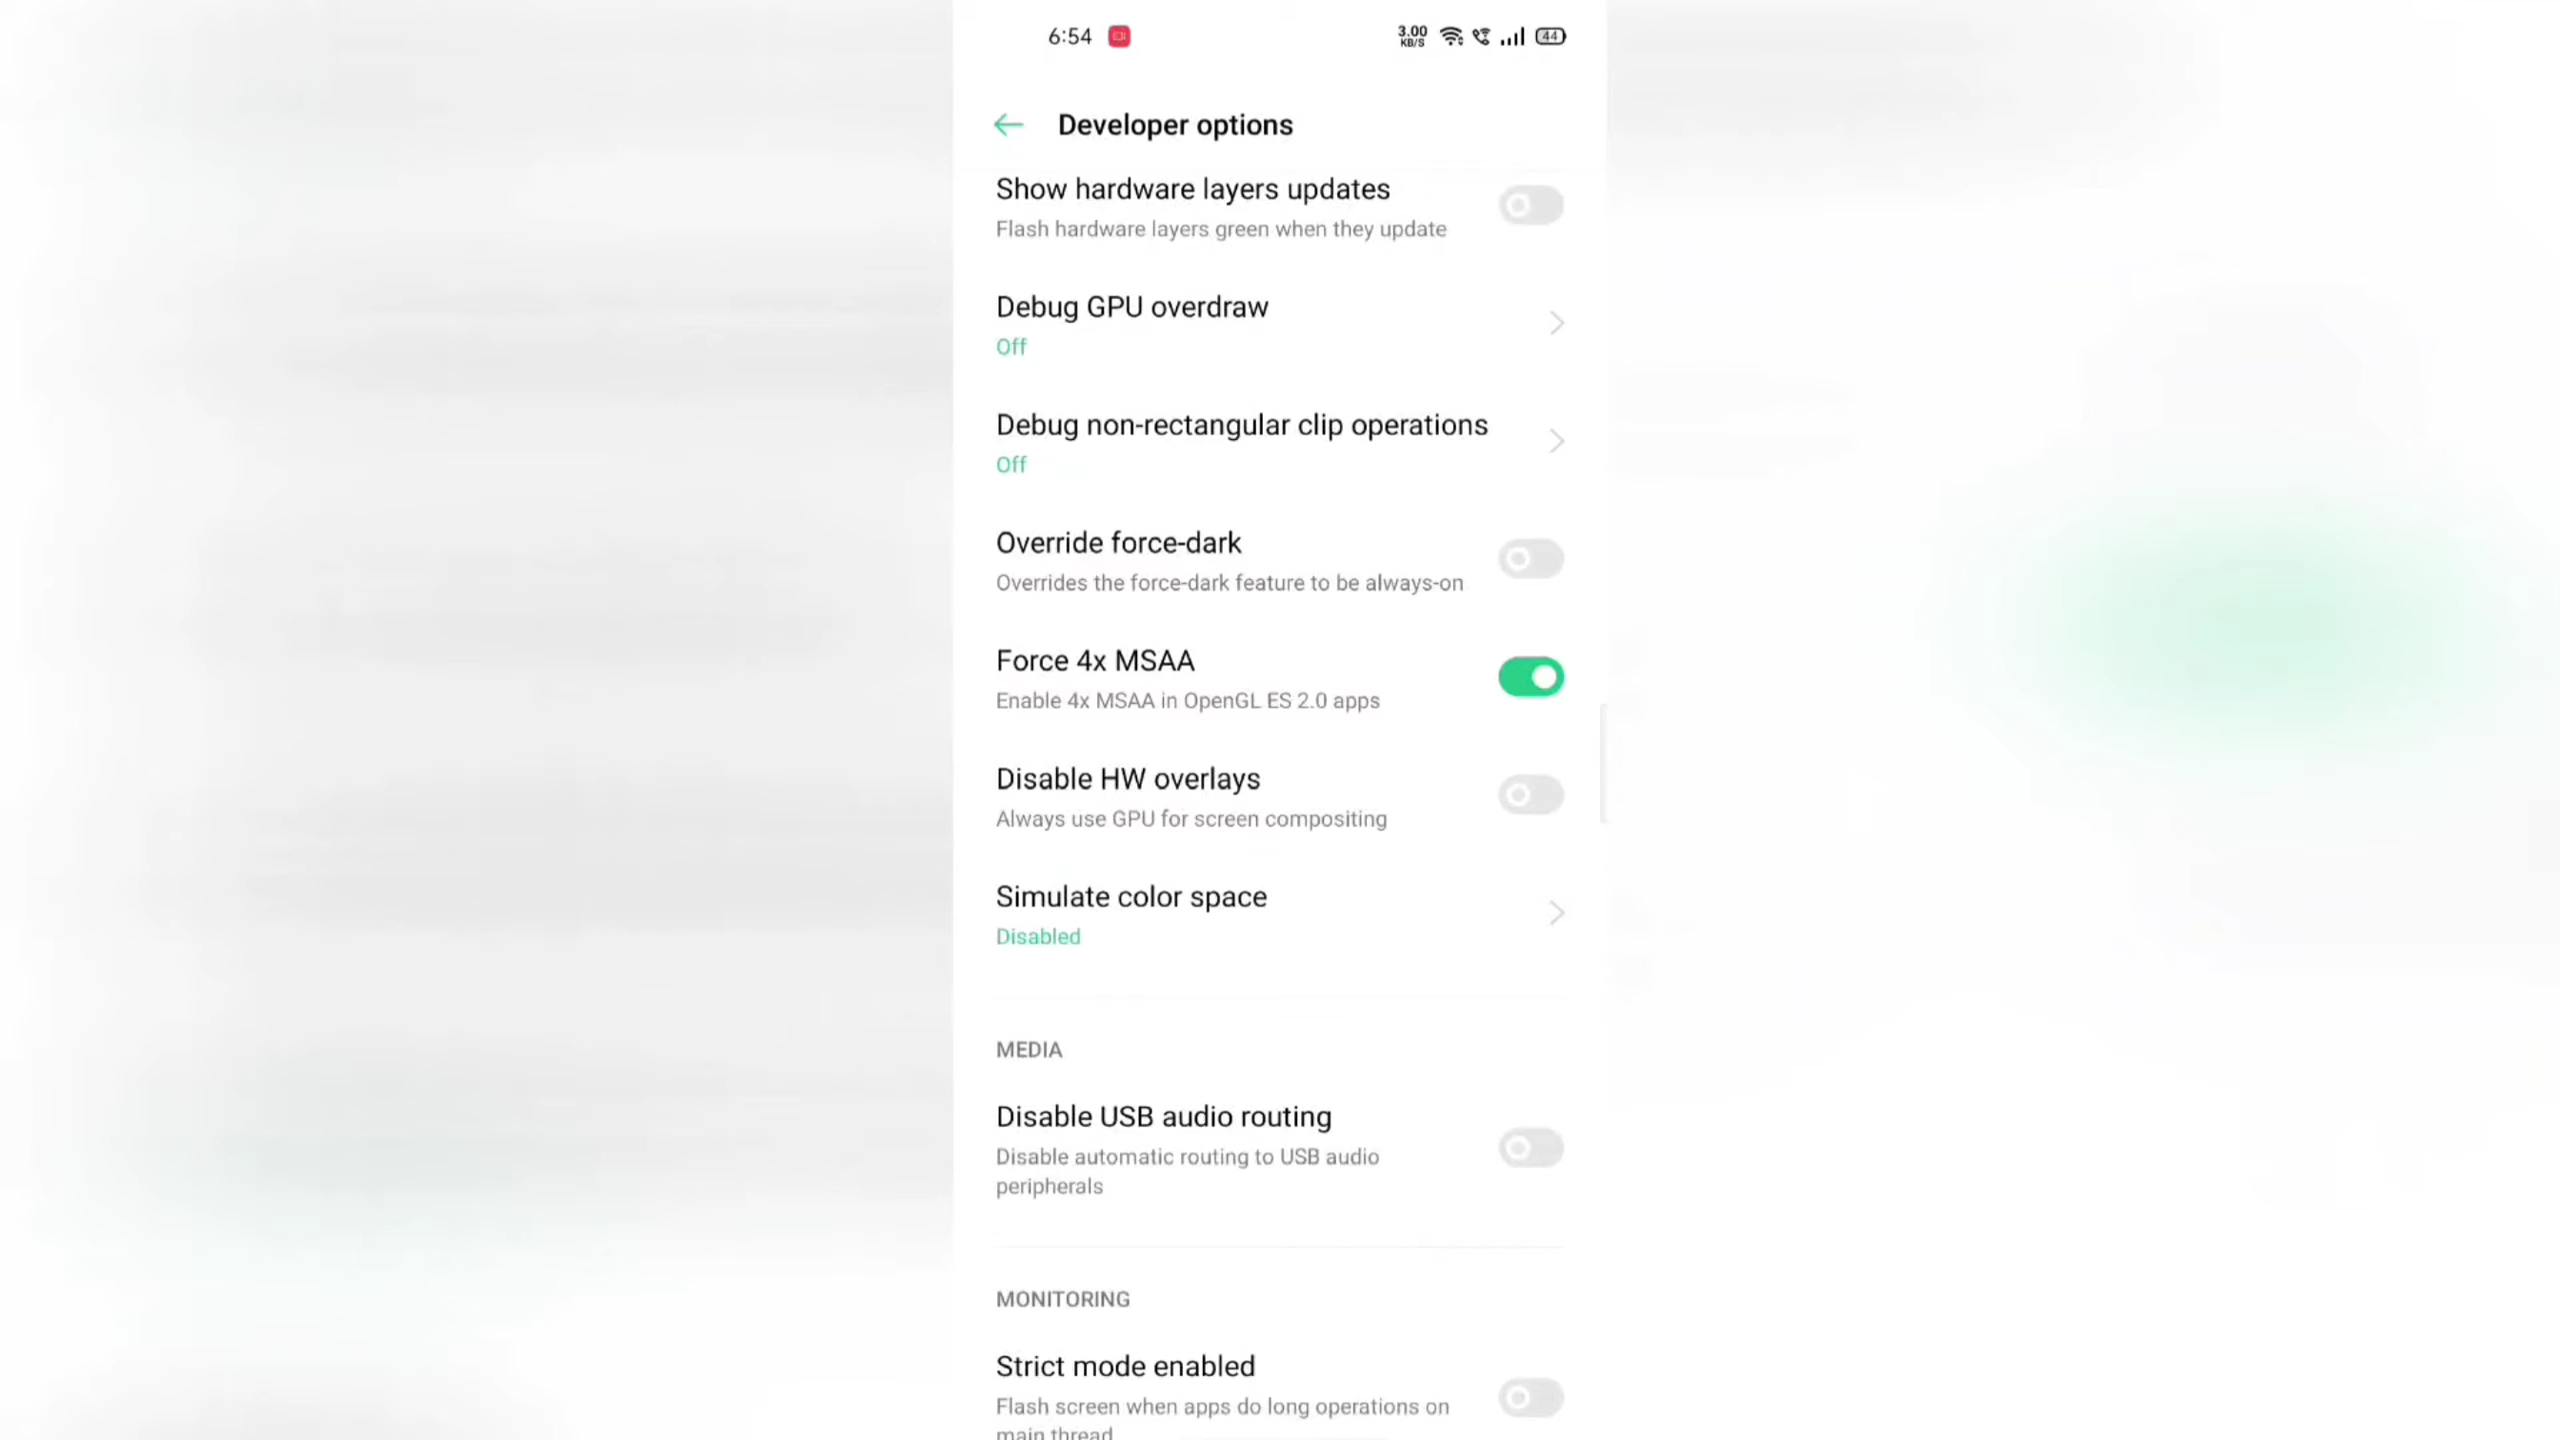 6:54
3.00
KB/S
44
Developer options
Show hardware layers updates
Flash hardware layers green when they update
Debug GPU overdraw
Off
Debug non-rectangular clip operations
Off
Override force-dark
Overrides the force-dark feature to be always-on
Force 4x MSAA
Enable 4x MSAA in OpenGL ES 2.0 apps
Disable HW overlays
Always use GPU for screen compositing
Simulate color space
Disabled
MEDIA
Disable USB audio routing
Disable automatic routing to USB audio
peripherals
MONITORING
Strict mode enabled
Flash screen when apps do long operations on
main thread